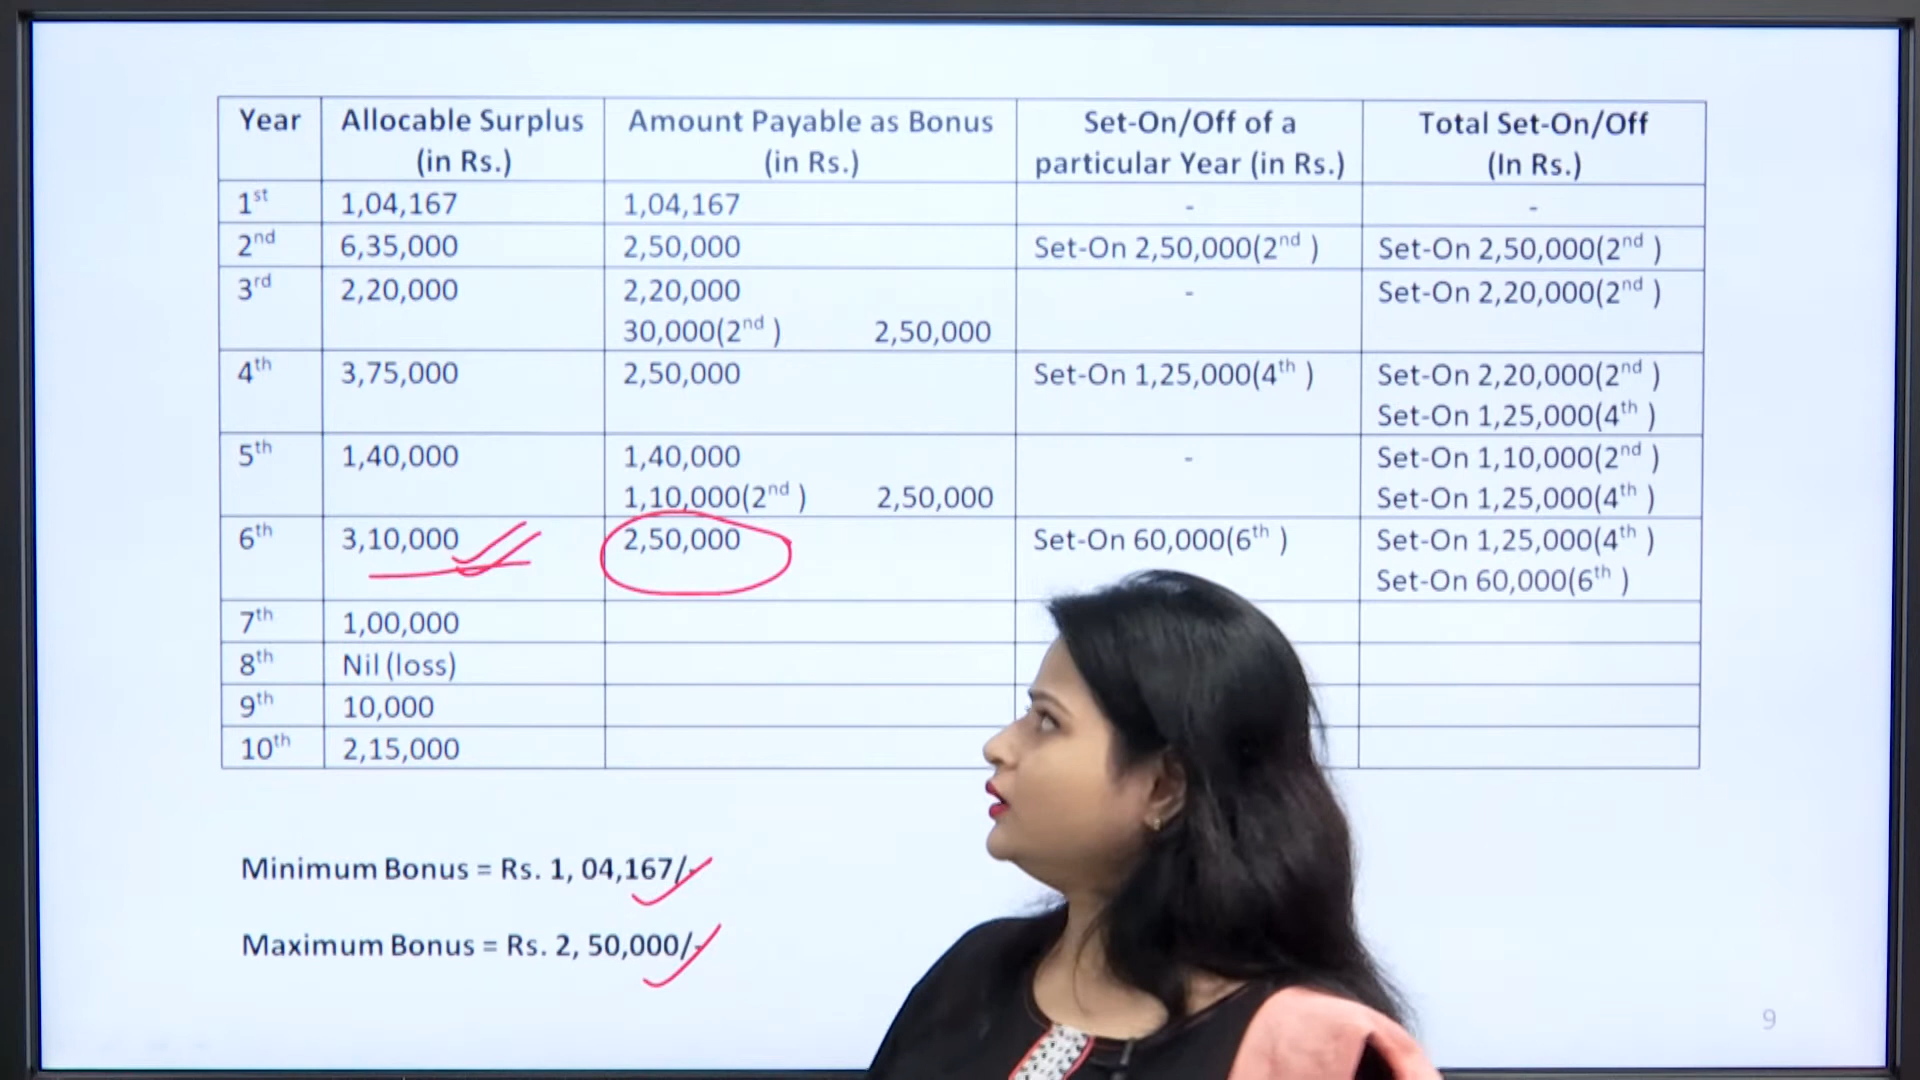 Year Allocable Surplus (in Rs.) Amount Payable as Bonus (in Rs.) Set-On/Off of a particular Year (in Rs.) Total Set-On/Off (In Rs.)
1st 1,04,167 1,04,167 - -
2nd 6,35,000 2,50,000 Set-On 2,50,000(2nd ) Set-On 2,50,000(2nd )
3rd 2,20,000 2,20,000 - Set-On 2,20,000(2nd )
30,000(2nd ) 2,50,000
4th 3,75,000 2,50,000 Set-On 1,25,000(4th ) Set-On 2,20,000(2nd )
Set-On 1,25,000(4th )
5th 1,40,000 1,40,000 - Set-On 1,10,000(2nd )
1,10,000(2nd ) 2,50,000 Set-On 1,25,000(4th )
6th 3,10,000 2,50,000 Set-On 60,000(6th ) Set-On 1,25,000(4th )
Set-On 60,000(6th )
7th 1,00,000
8th Nil (loss)
9th 10,000
10th 2,15,000
Minimum Bonus = Rs. 1, 04,167/-
Maximum Bonus = Rs. 2, 50,000/-
9